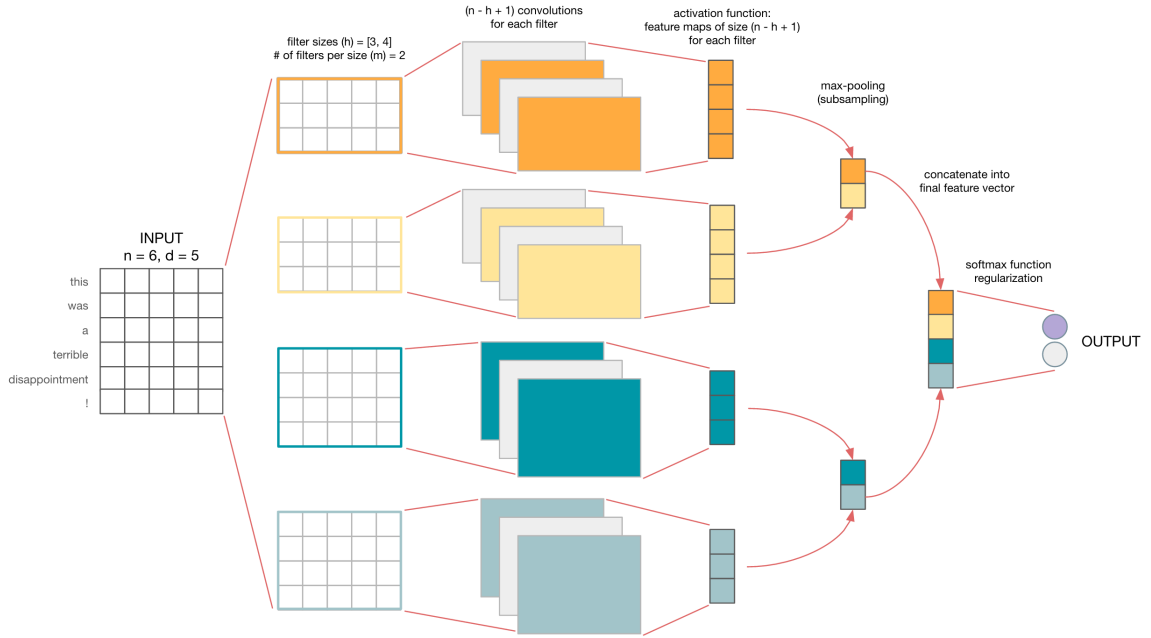 (n - h + 1) convolutions
for each filter
activation function:
feature maps of size (n - h + 1)
for each filter
filter sizes (h) = [3, 4]
# of filters per size (m) = 2
max-pooling
(subsampling)
concatenate into
final feature vector
INPUT
n = 6, d = 5
softmax function
regularization
this
was
a
terrible
disappointment
!
OUTPUT